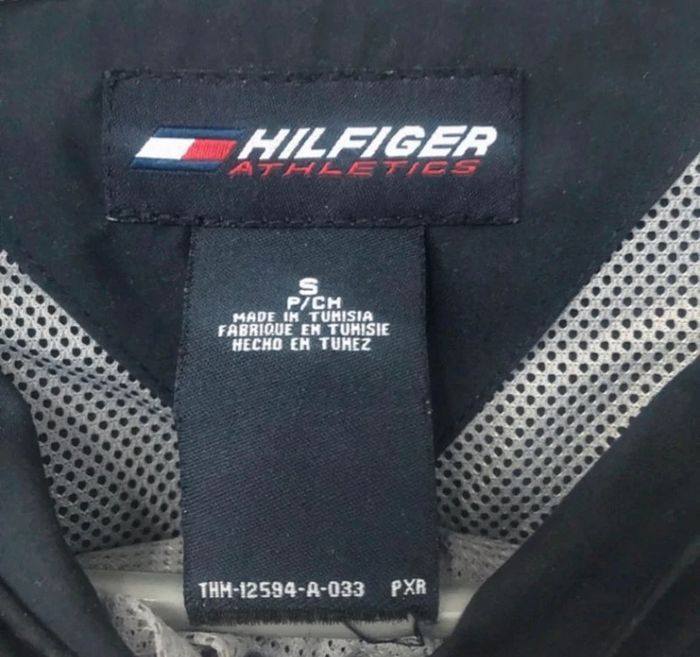 HILFIGER
ATHLETICS
S
P/CH
MADE IN TUNISIA
FABRIQUE EN TUNISIE
HECHO EN TUNEZ
THM-12594-A-033 PXR